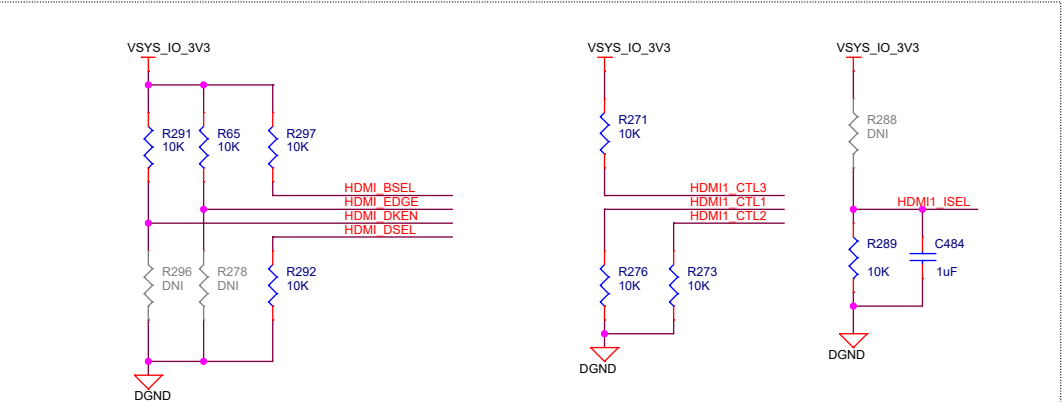 VSYS_IO_3V3
VSYS_IO_3V3
VSYS_IO_3V3
R291
10K
R65
10K
R297
10K
R271
10K
R288
DNI
HDMI_BSEL
HDMI_EDGE
HDMI_DKEN
HDMI_DSEL
HDMI1_CTL3
HDMI1_CTL1
HDMI1_CTL2
HDMI1_ISEL
R296
DNI
R278
DNI
R292
10K
R276
10K
R273
10K
R289
10K
C484
1uF
DGND
DGND
DGND